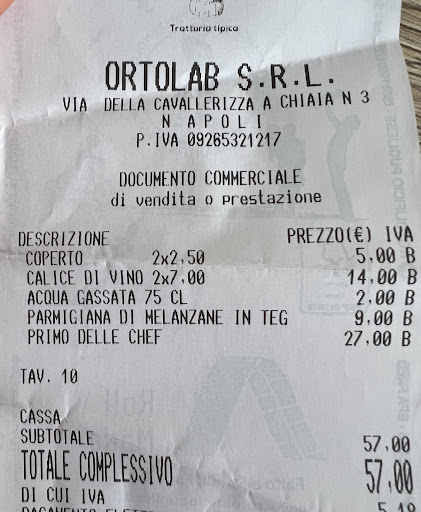 Trattoria tipica
ORTOLAB S.R.L.
VIA DELLA CAVALLERIZZA A CHIAIA N 3
N A P O L I
P.IVA 09265321217
DOCUMENTO COMMERCIALE
di vendita o prestazione
DESCRIZIONE PREZZO(€) IVA
COPERTO 2x2,50 5,00 B
CALICE DI VINO 2x7,00 14,00 B
ACQUA GASSATA 75 CL 2,00 B
PARMIGIANA DI MELANZANE IN TEG 9,00 B
PRIMO DELLE CHEF 27,00 B
TAV. 10
CASSA
SUBTOTALE 57,00
TOTALE COMPLESSIVO 57,00
DI CUI IVA 5,18